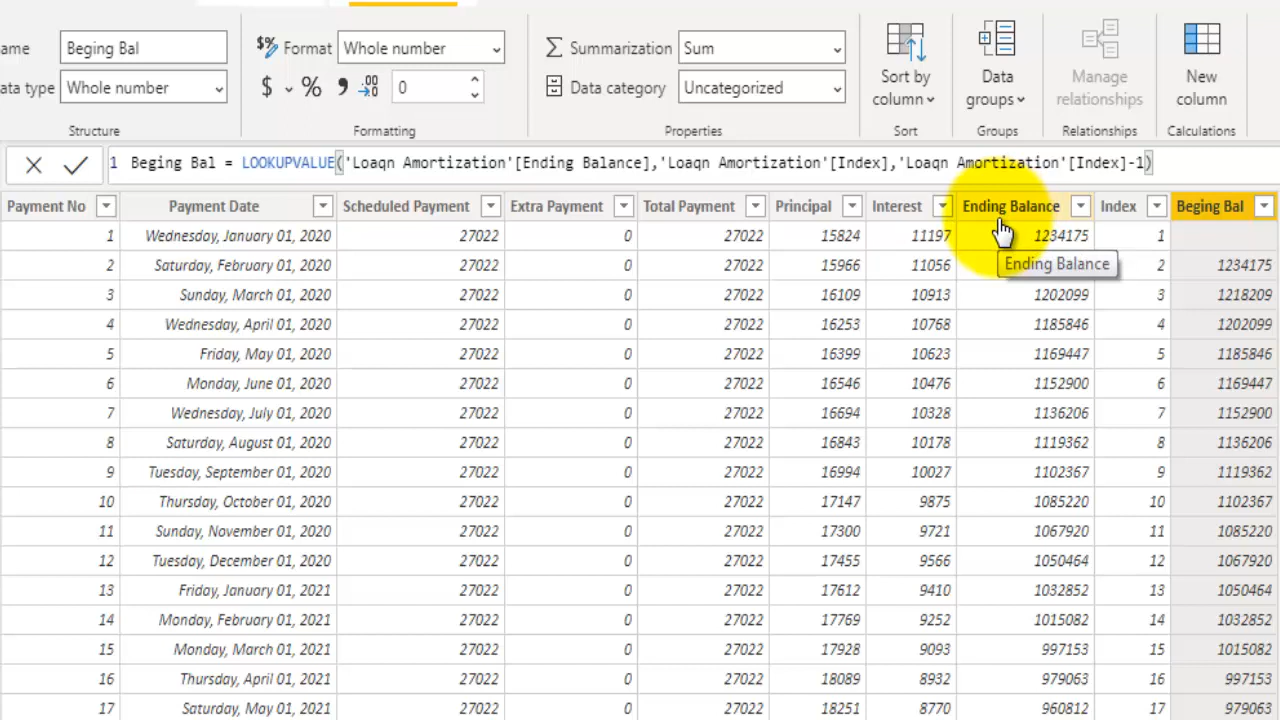 ame Beging Bal Format Whole number Summarization Sum Sort by column Data groups Manage relationships New column
ata type Whole number $ % 9 .00 →0 0 Data category Uncategorized
Structure Formatting Properties Sort Groups Relationships Calculations
1 Beging Bal = LOOKUPVALUE('Loaqn Amortization'[Ending Balance],'Loaqn Amortization'[Index],'Loaqn Amortization'[Index]-1)
Payment No Payment Date Scheduled Payment Extra Payment Total Payment Principal Interest Ending Balance Index Beging Bal
1 Wednesday, January 01, 2020 27022 0 27022 15824 11197 1234175 1
Ending Balance
2 Saturday, February 01, 2020 27022 0 27022 15966 11056 2 1234175
3 Sunday, March 01, 2020 27022 0 27022 16109 10913 1202099 3 1218209
4 Wednesday, April 01, 2020 27022 0 27022 16253 10768 1185846 4 1202099
5 Friday, May 01, 2020 27022 0 27022 16399 10623 1169447 5 1185846
6 Monday, June 01, 2020 27022 0 27022 16546 10476 1152900 6 1169447
7 Wednesday, July 01, 2020 27022 0 27022 16694 10328 1136206 7 1152900
8 Saturday, August 01, 2020 27022 0 27022 16843 10178 1119362 8 1136206
9 Tuesday, September 01, 2020 27022 0 27022 16994 10027 1102367 9 1119362
10 Thursday, October 01, 2020 27022 0 27022 17147 9875 1085220 10 1102367
11 Sunday, November 01, 2020 27022 0 27022 17300 9721 1067920 11 1085220
12 Tuesday, December 01, 2020 27022 0 27022 17455 9566 1050464 12 1067920
13 Friday, January 01, 2021 27022 0 27022 17612 9410 1032852 13 1050464
14 Monday, February 01, 2021 27022 0 27022 17769 9252 1015082 14 1032852
15 Monday, March 01, 2021 27022 0 27022 17928 9093 997153 15 1015082
16 Thursday, April 01, 2021 27022 0 27022 18089 8932 979063 16 997153
17 Saturday, May 01, 2021 27022 0 27022 18251 8770 960812 17 979063